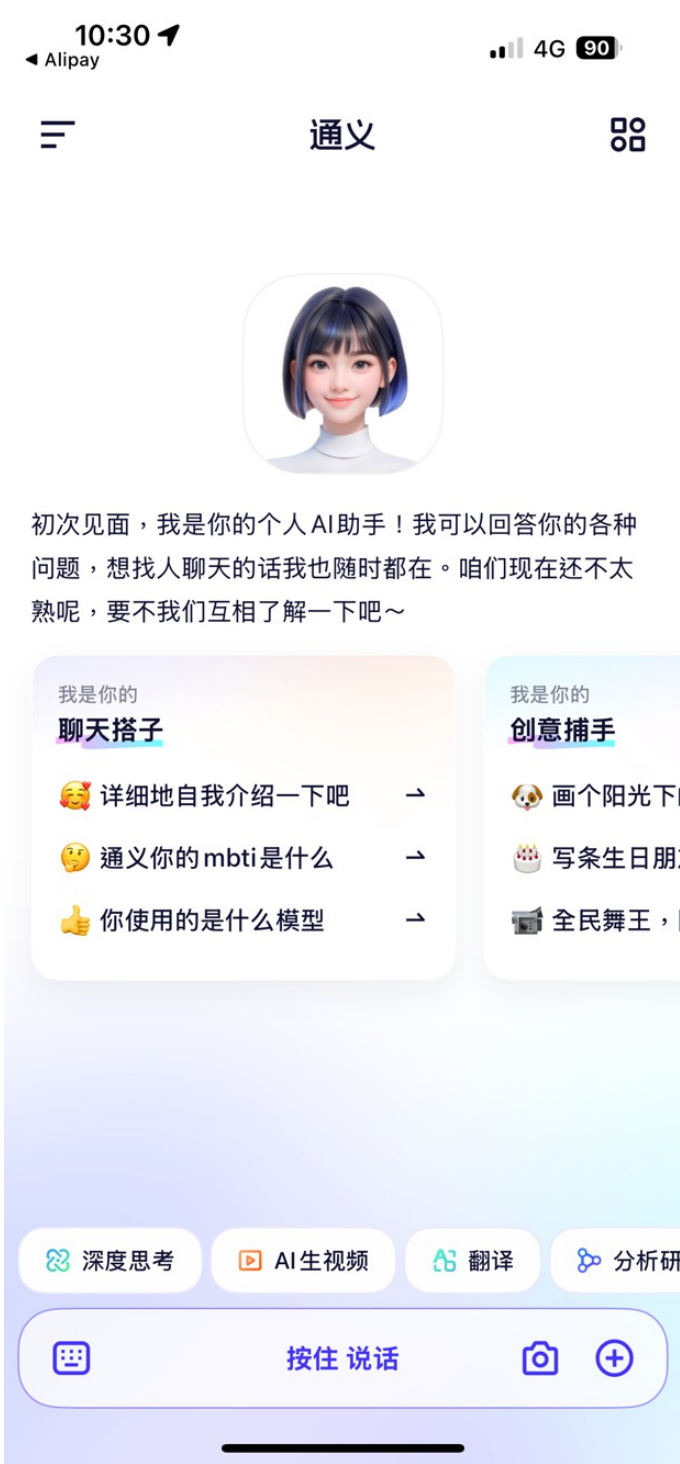 10:30
◀ Alipay
4G 90
通义
初次见面，我是你的个人AI助手！我可以回答你的各种
问题，想找人聊天的话我也随时都在。咱们现在还不太
熟呢，要不我们互相了解一下吧～
我是你的
聊天搭子
🥰 详细地自我介绍一下吧
🤔 通义你的mbti是什么
👍 你使用的是什么模型
我是你的
创意捕手
🐶 画个阳光下
🎂 写条生日朋
📹 全民舞王，
深度思考
AI生视频
翻译
分析研
按住 说话